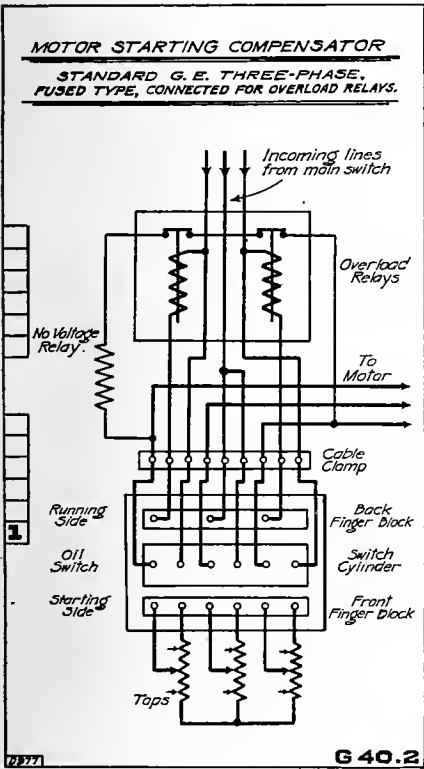 MOTOR STARTING COMPENSATOR
STANDARD G. E. THREE-PHASE,
FUSED TYPE, CONNECTED FOR OVERLOAD RELAYS.
Incoming lines
from main switch
Overload
Relays
No Voltage
Relay.
To
Motor
Cable
Clamp
Running
Side
Back
Finger Block
Oil
Switch
Switch
Cylinder
Starting
Side
Front
Finger Block
Taps
1
G 40.2